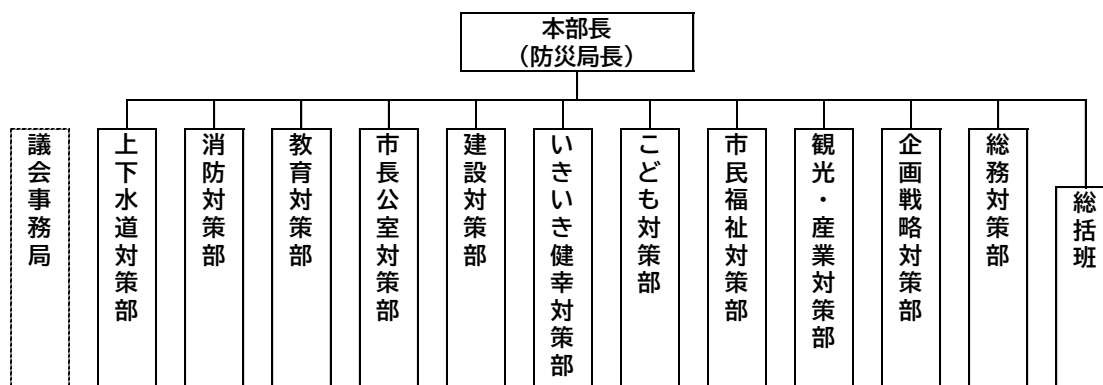 本部長
（防災局長）
議会事務局
上下水道対策部
消防対策部
教育対策部
市長公室対策部
建設対策部
いきいき健幸対策部
こども対策部
市民福祉対策部
観光・産業対策部
企画戦略対策部
総務対策部
総括班